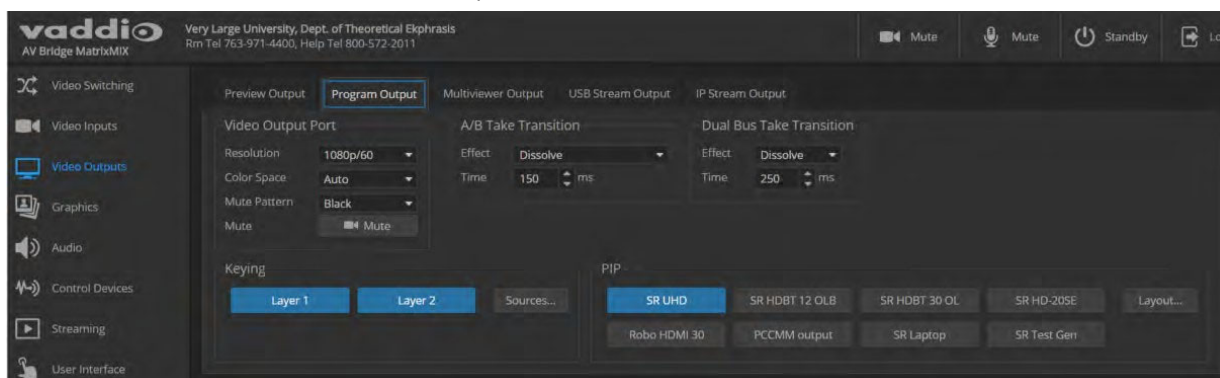 vaddio
AV Bridge MatrixMIX
Very Large University, Dept. of Theoretical Ekphrasis
Rm Tel 763-971-4400, Help Tel 800-572-2011
Mute
Mute
Standby
Video Switching
Video Inputs
Video Outputs
Graphics
Audio
Control Devices
Streaming
User Interface
Preview Output
Program Output
Multiviewer Output
USB Stream Output
IP Stream Output
Video Output Port
Resolution 1080p/60
Color Space Auto
Mute Pattern Black
Mute Mute
A/B Take Transition
Effect Dissolve
Time 150 ms
Dual Bus Take Transition
Effect Dissolve
Time 250 ms
Keying
Layer 1
Layer 2
Sources...
PIP
SR UHD
SR HDBT 12 OLB
SR HDBT 30 OL
SR HD-20SE
Layout...
Robo HDMI 30
PCCMM output
SR Laptop
SR Test Gen